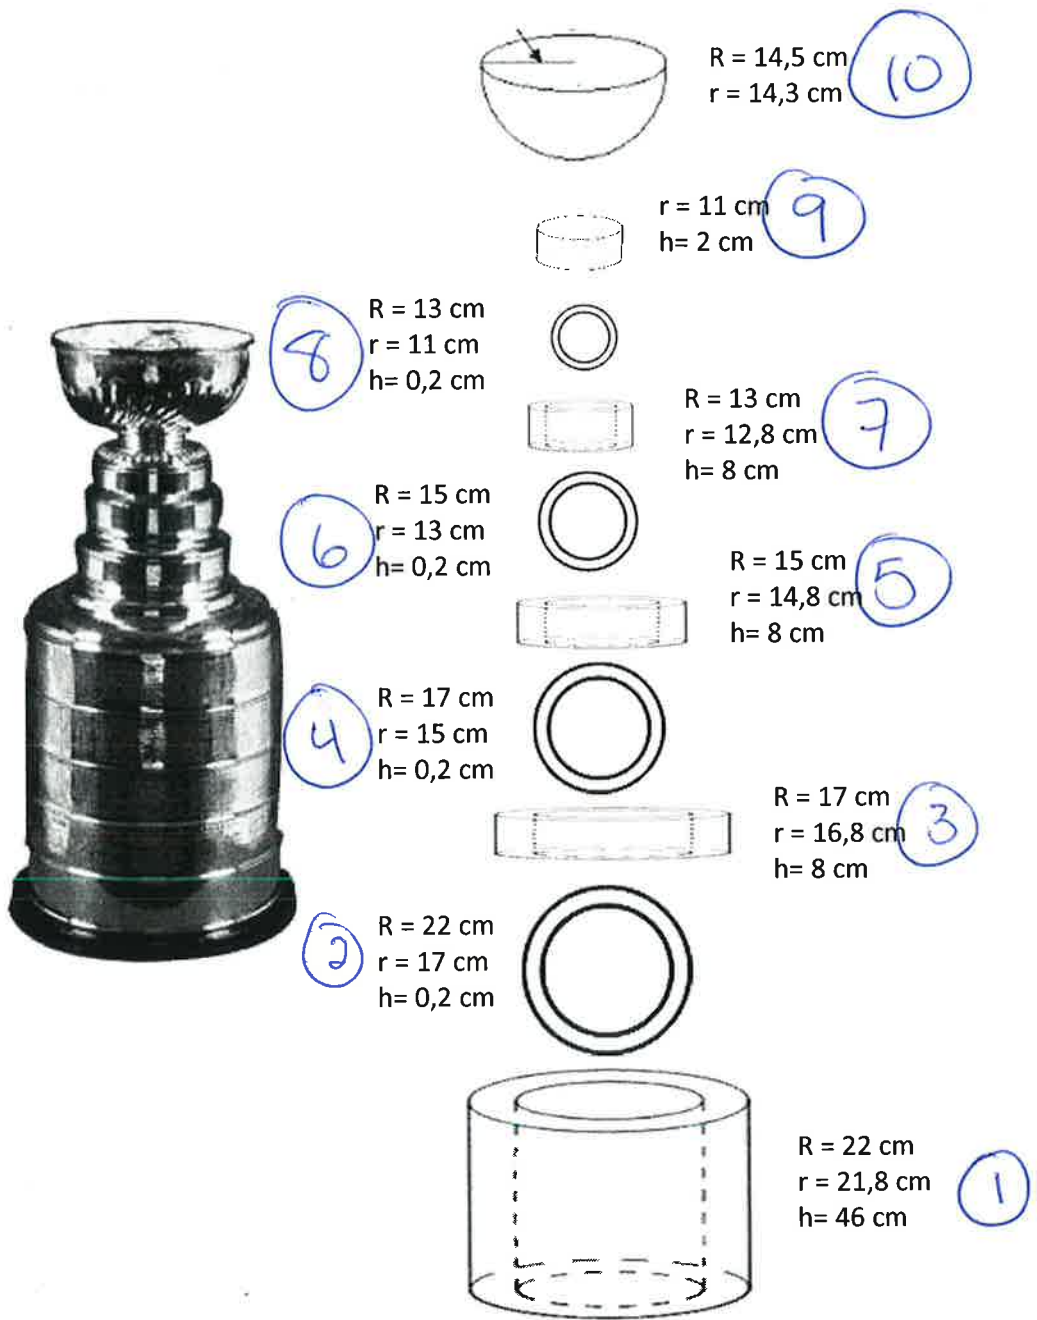 R = 14,5 cm
r = 14,3 cm
10
r = 11 cm
h= 2 cm
9
R = 13 cm
r = 11 cm
h= 0,2 cm
8
R = 13 cm
r = 12,8 cm
h= 8 cm
7
R = 15 cm
r = 13 cm
h= 0,2 cm
6
R = 15 cm
r = 14,8 cm
h= 8 cm
5
R = 17 cm
r = 15 cm
h= 0,2 cm
4
R = 17 cm
r = 16,8 cm
h= 8 cm
3
R = 22 cm
r = 17 cm
h= 0,2 cm
2
R = 22 cm
r = 21,8 cm
h= 46 cm
1